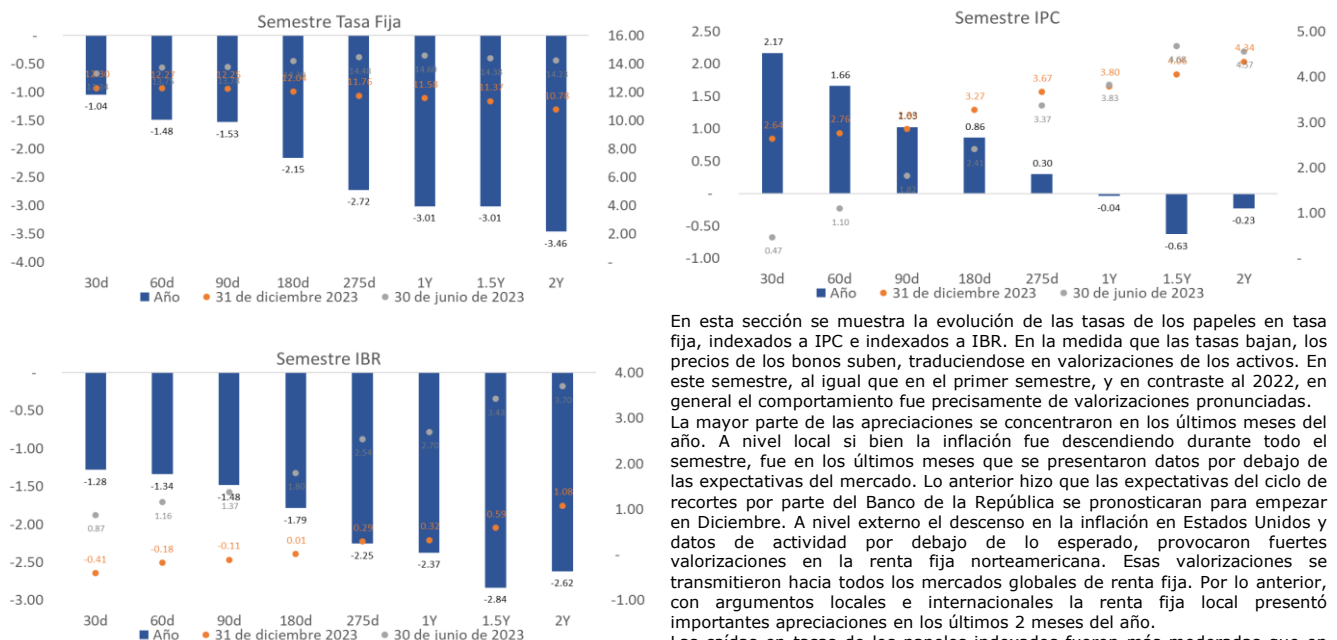 Semestre Tasa Fija
- 16.00
-0.50 14.00
-1.00 12.00
-1.50 10.00
-2.00 8.00
-2.50 6.00
-3.00 4.00
-3.50 2.00
-4.00 -
12.30 12.27 12.25 12.04 11.76 11.58 11.37 10.78
14.60 14.23
-1.04 -1.48 -1.53 -2.15 -2.72 -3.01 -3.01 -3.46
30d 60d 90d 180d 275d 1Y 1.5Y 2Y
Año 31 de diciembre 2023 30 de junio de 2023
Semestre IPC
2.50 5.00
2.00 4.00
1.50 3.00
1.00 2.00
0.50 1.00
- -
-0.50
-1.00
2.17 1.66 1.03 0.86 0.30 -0.04 -0.63 -0.23
2.64 2.76 3.27 3.67 3.80 4.34
0.47 1.10 2.41 3.37 3.83 4.57
30d 60d 90d 180d 275d 1Y 1.5Y 2Y
Año 31 de diciembre 2023 30 de junio de 2023
Semestre IBR
- 4.00
-0.50 3.00
-1.00 2.00
-1.50 1.00
-2.00 -
-2.50 -1.00
-3.00
0.87 1.16 1.37 1.80 2.54 2.70 3.43 3.70
-1.28 -1.34 -1.48 -1.79 -2.25 -2.37 -2.84 -2.62
-0.41 -0.18 -0.11 0.01 0.29 0.32 0.59 1.08
30d 60d 90d 180d 275d 1Y 1.5Y 2Y
Año 31 de diciembre 2023 30 de junio de 2023
En esta sección se muestra la evolución de las tasas de los papeles en tasa
fija, indexados a IPC e indexados a IBR. En la medida que las tasas bajan, los
precios de los bonos suben, traduciendose en valorizaciones de los activos. En
este semestre, al igual que en el primer semestre, y en contraste al 2022, en
general el comportamiento fue precisamente de valorizaciones pronunciadas.
La mayor parte de las apreciaciones se concentraron en los últimos meses del
año. A nivel local si bien la inflación fue descendiendo durante todo el
semestre, fue en los últimos meses que se presentaron datos por debajo de
las expectativas del mercado. Lo anterior hizo que las expectativas del ciclo de
recortes por parte del Banco de la República se pronosticaran para empezar
en Diciembre. A nivel externo el descenso en la inflación en Estados Unidos y
datos de actividad por debajo de lo esperado, provocaron fuertes
valorizaciones en la renta fija norteamericana. Esas valorizaciones se
transmitieron hacia todos los mercados globales de renta fija. Por lo anterior,
con argumentos locales e internacionales la renta fija local presentó
importantes apreciaciones en los últimos 2 meses del año.